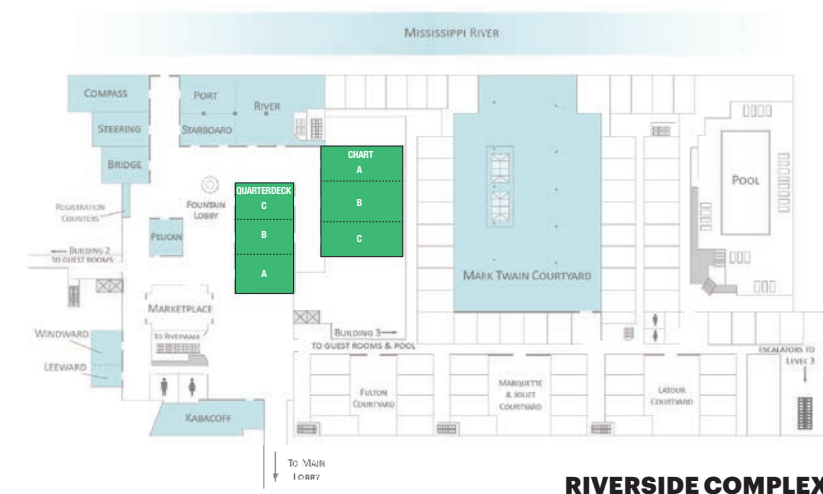 MISSISSIPPI RIVER
COMPASS
PORT
RIVER
STEERING
STARBOARD
BRIDGE
CHART
A
B
C
QUARTERDECK
C
B
A
FOUNTAIN
LOBBY
REGISTRATION
COUNTERS
PELICAN
POOL
BUILDING 2
TO GUEST ROOMS
MARK TWAIN COURTYARD
MARKETPLACE
WINDWARD
TO RIVERWALK
BUILDING 3
TO GUEST ROOMS & POOL
LEEWARD
ESCALATORS TO
LEVEL 3
FULTON
COURTYARD
MARQUETTE
& JOLIET
COURTYARD
LATOUR
COURTYARD
KABACOFF
TO MAIN
LOBBY
RIVERSIDE COMPLEX